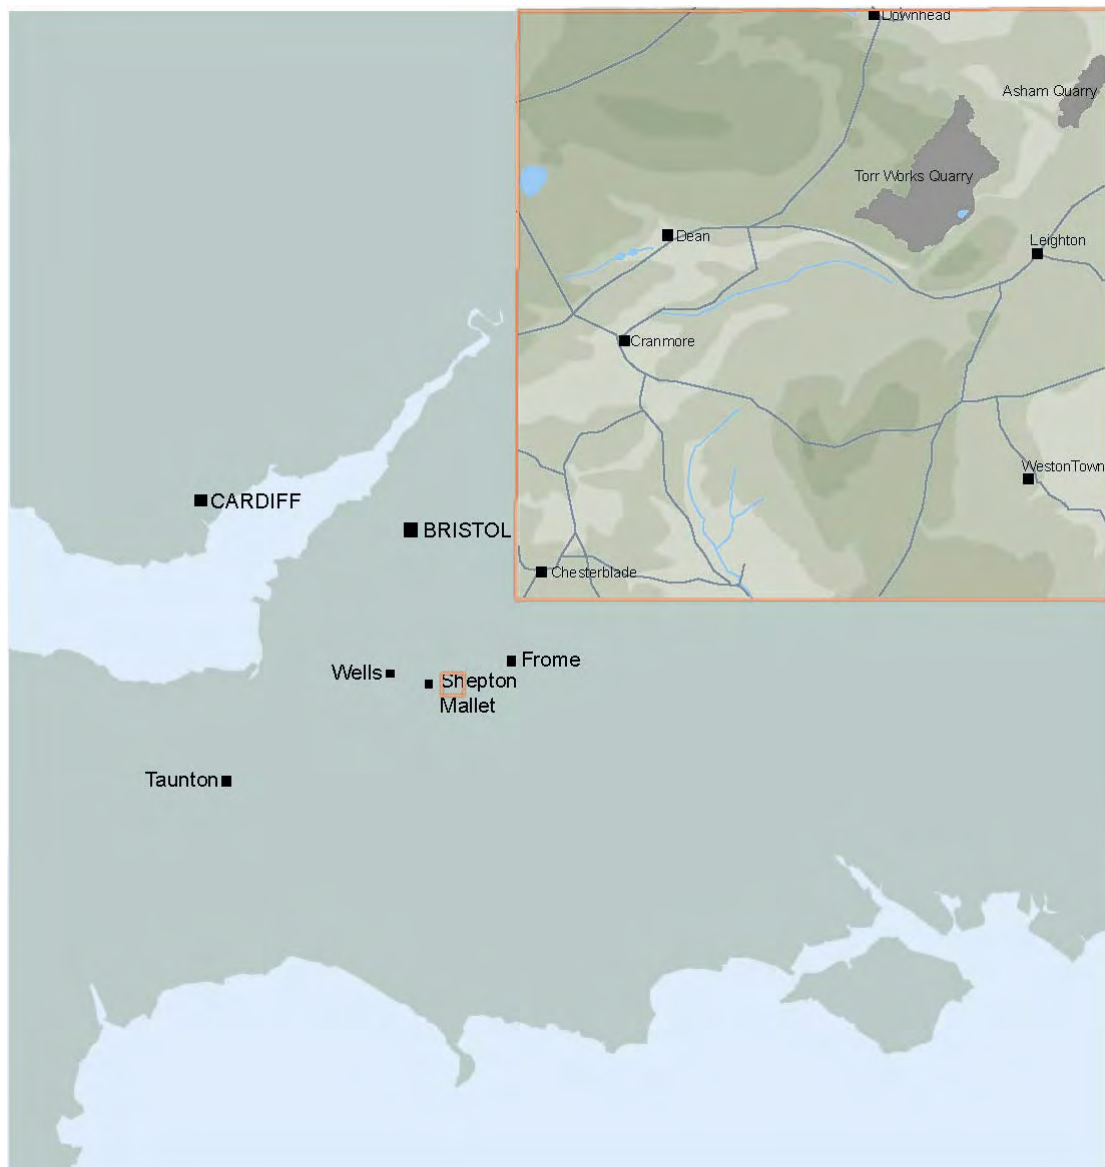 Downhead
Asham Quarry
Torr Works Quarry
Dean
Leighton
Cranmore
WestonTown
Chesterblade
CARDIFF
BRISTOL
Frome
Wells
Shepton
Mallet
Taunton